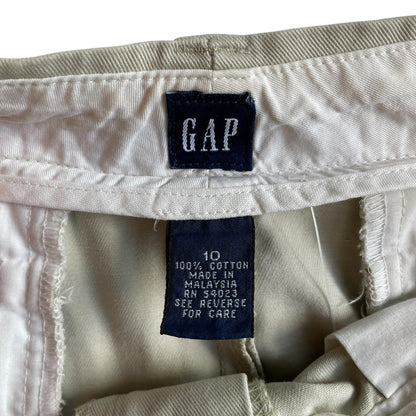 GAP
10
100% COTTON
MADE IN
MALAYSIA
RN 54023
SEE REVERSE
FOR CARE